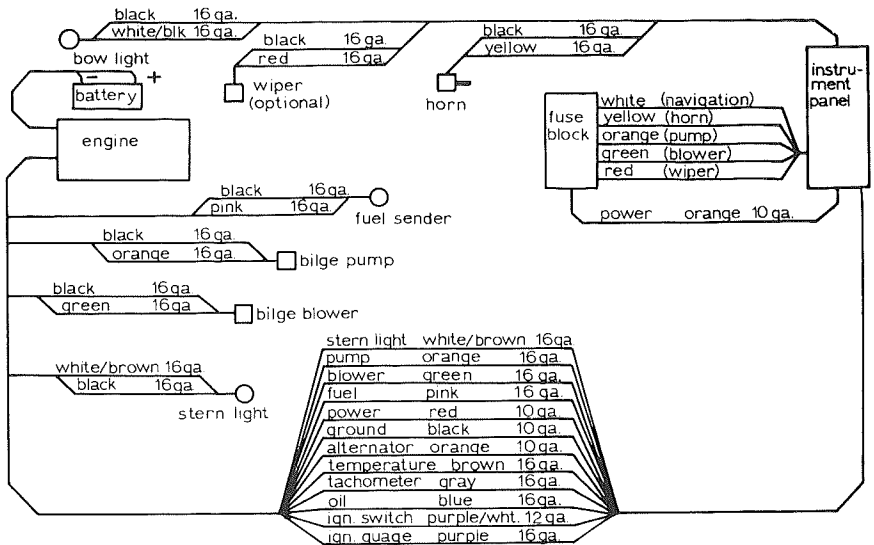 black 16 ga.
white/blk 16 ga.
bow light
black 16 ga.
red 16 ga.
wiper
(optional)
black 16 ga.
yellow 16 ga.
horn
instru-
ment
panel
- +
battery
engine
fuse
block
white (navigation)
yellow (horn)
orange (pump)
green (blower)
red (wiper)
power orange 10 ga.
black 16 ga.
pink 16 ga.
fuel sender
black 16 ga.
orange 16 ga.
bilge pump
black 16 ga.
green 16 ga
bilge blower
white/brown 16 ga
black 16 ga.
stern light
stern light white/brown 16 ga
pump orange 16 ga.
blower green 16 ga.
fuel pink 16 ga.
power red 10 ga.
ground black 10 ga.
alternator orange 10 ga.
temperature brown 16 ga.
tachometer gray 16 ga.
oil blue 16 ga.
ign. switch purple/wht. 12 ga.
ign. guage purple 16 ga.